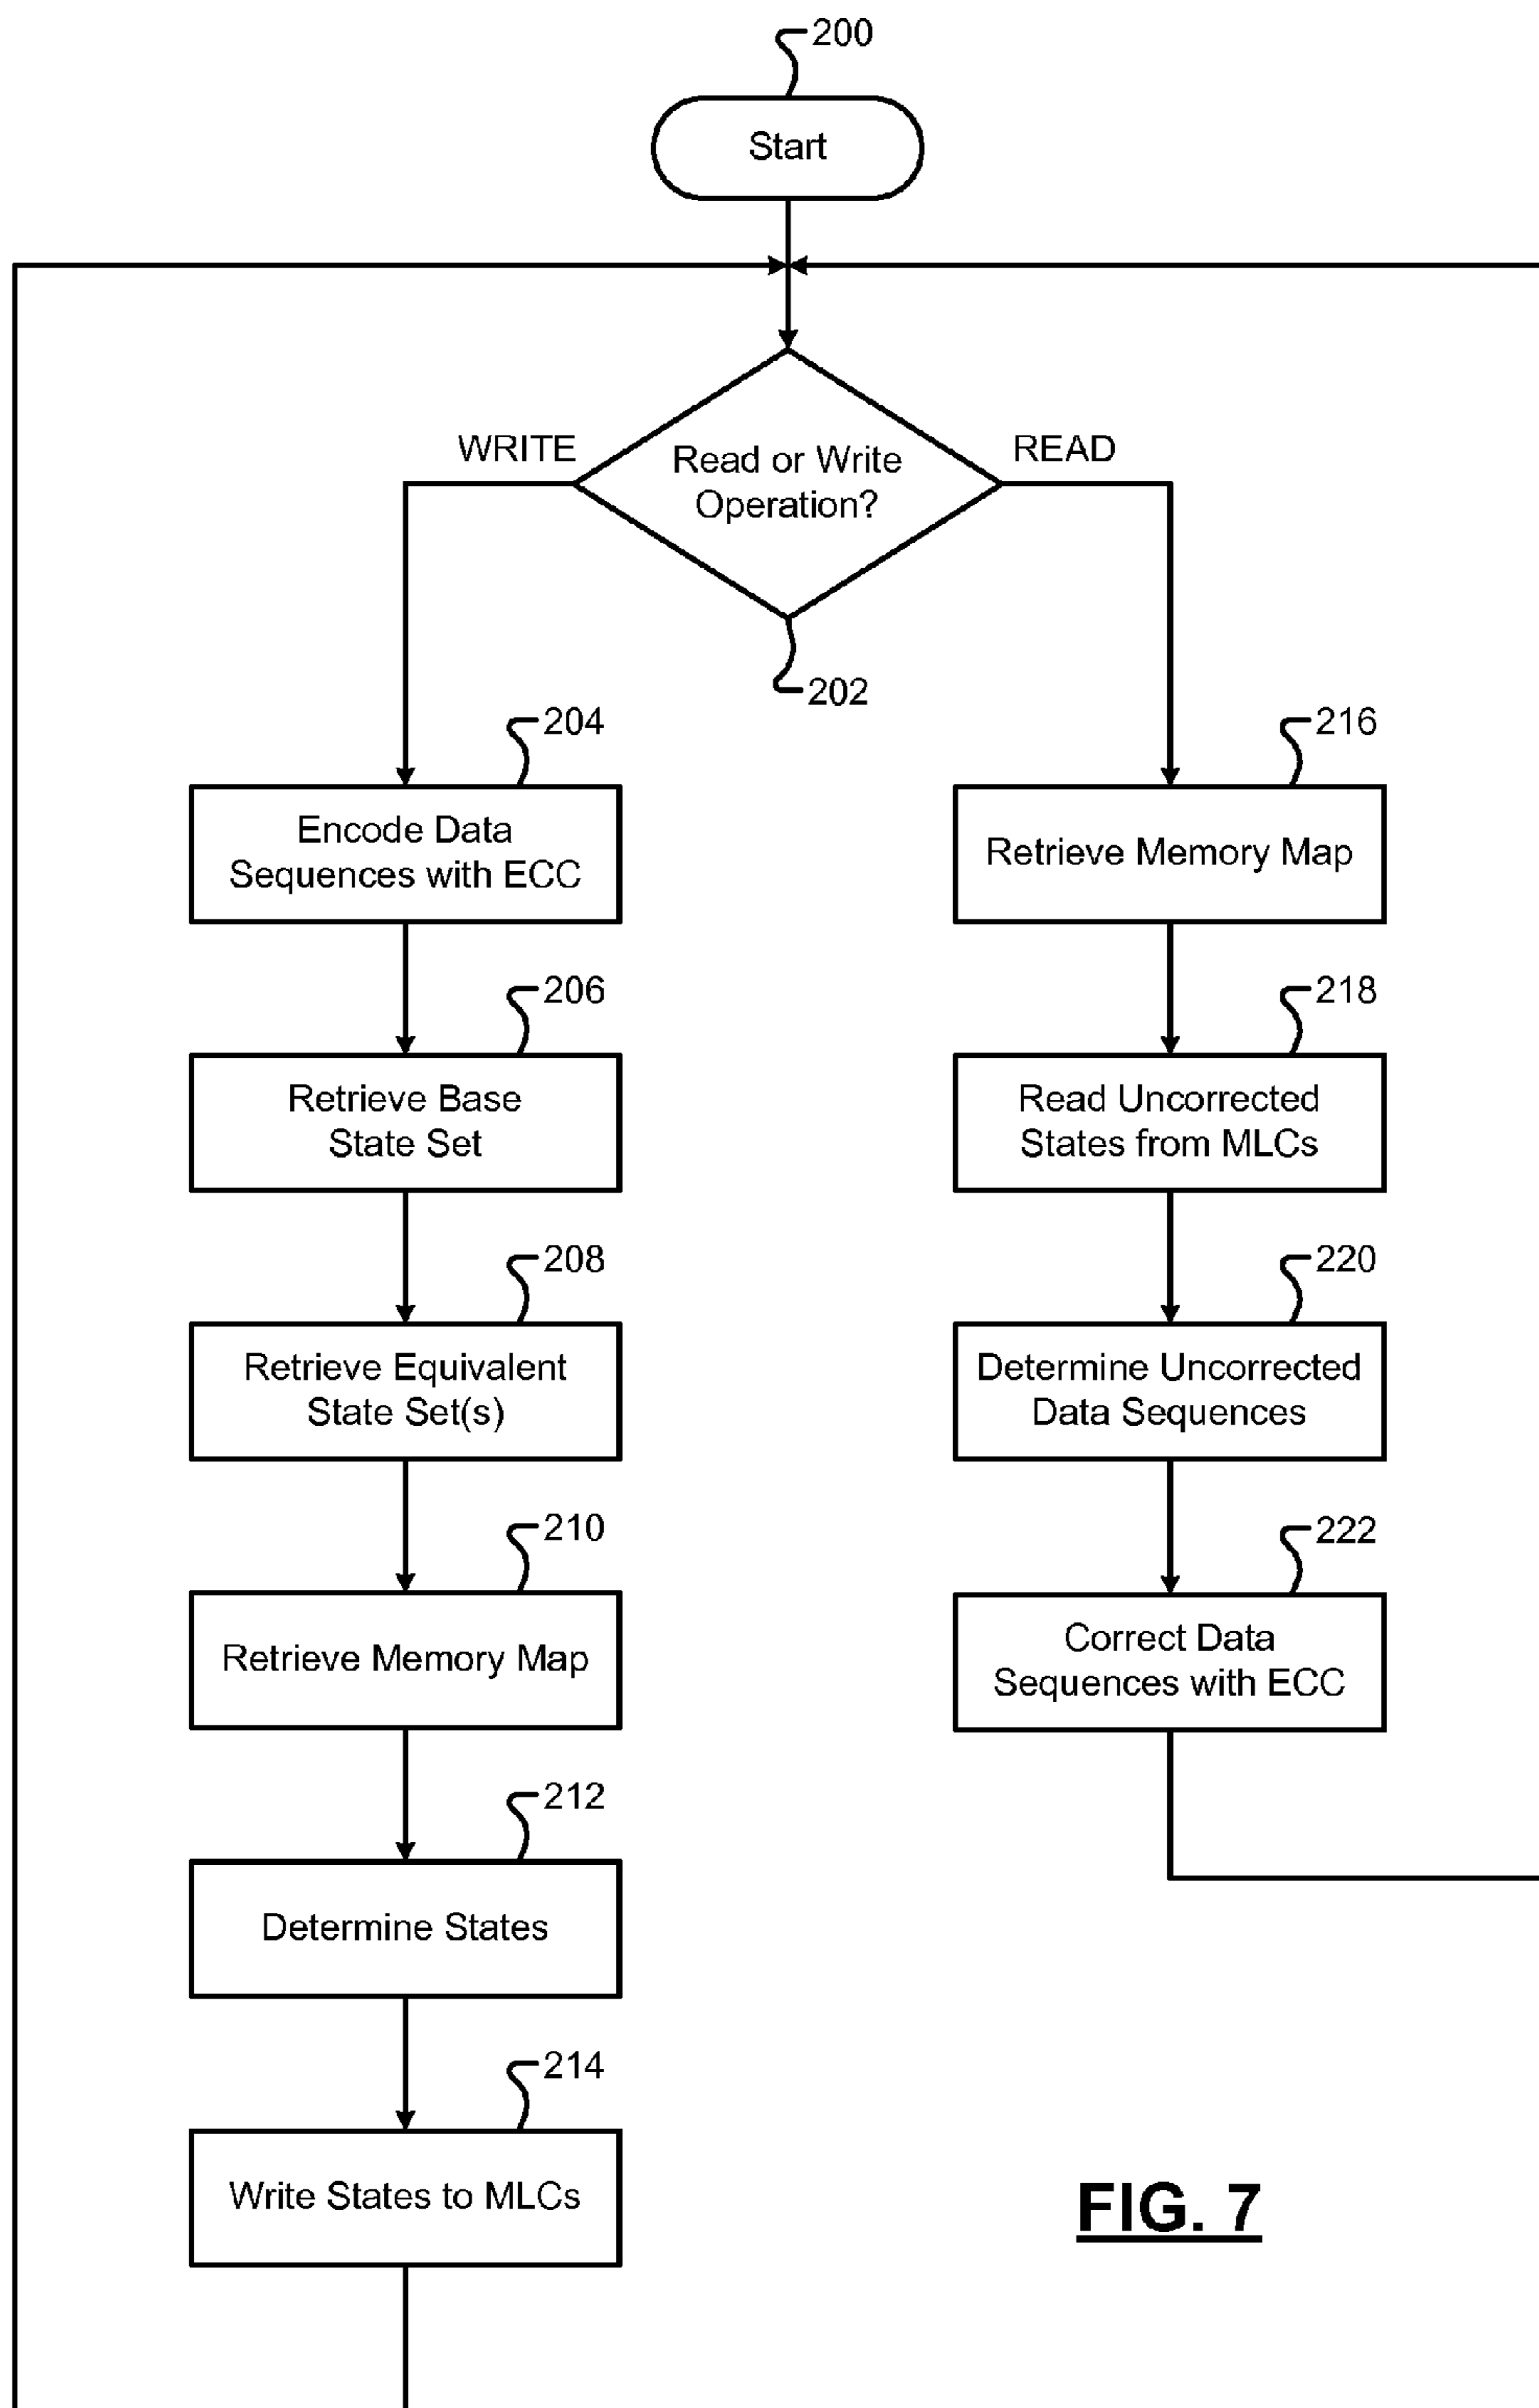 200
Start
WRITE
READ
Read or Write
Operation?
202
204
Encode Data
Sequences with ECC
206
Retrieve Base
State Set
208
Retrieve Equivalent
State Set(s)
210
Retrieve Memory Map
212
Determine States
214
Write States to MLCs
216
Retrieve Memory Map
218
Read Uncorrected
States from MLCs
220
Determine Uncorrected
Data Sequences
222
Correct Data
Sequences with ECC
FIG. 7